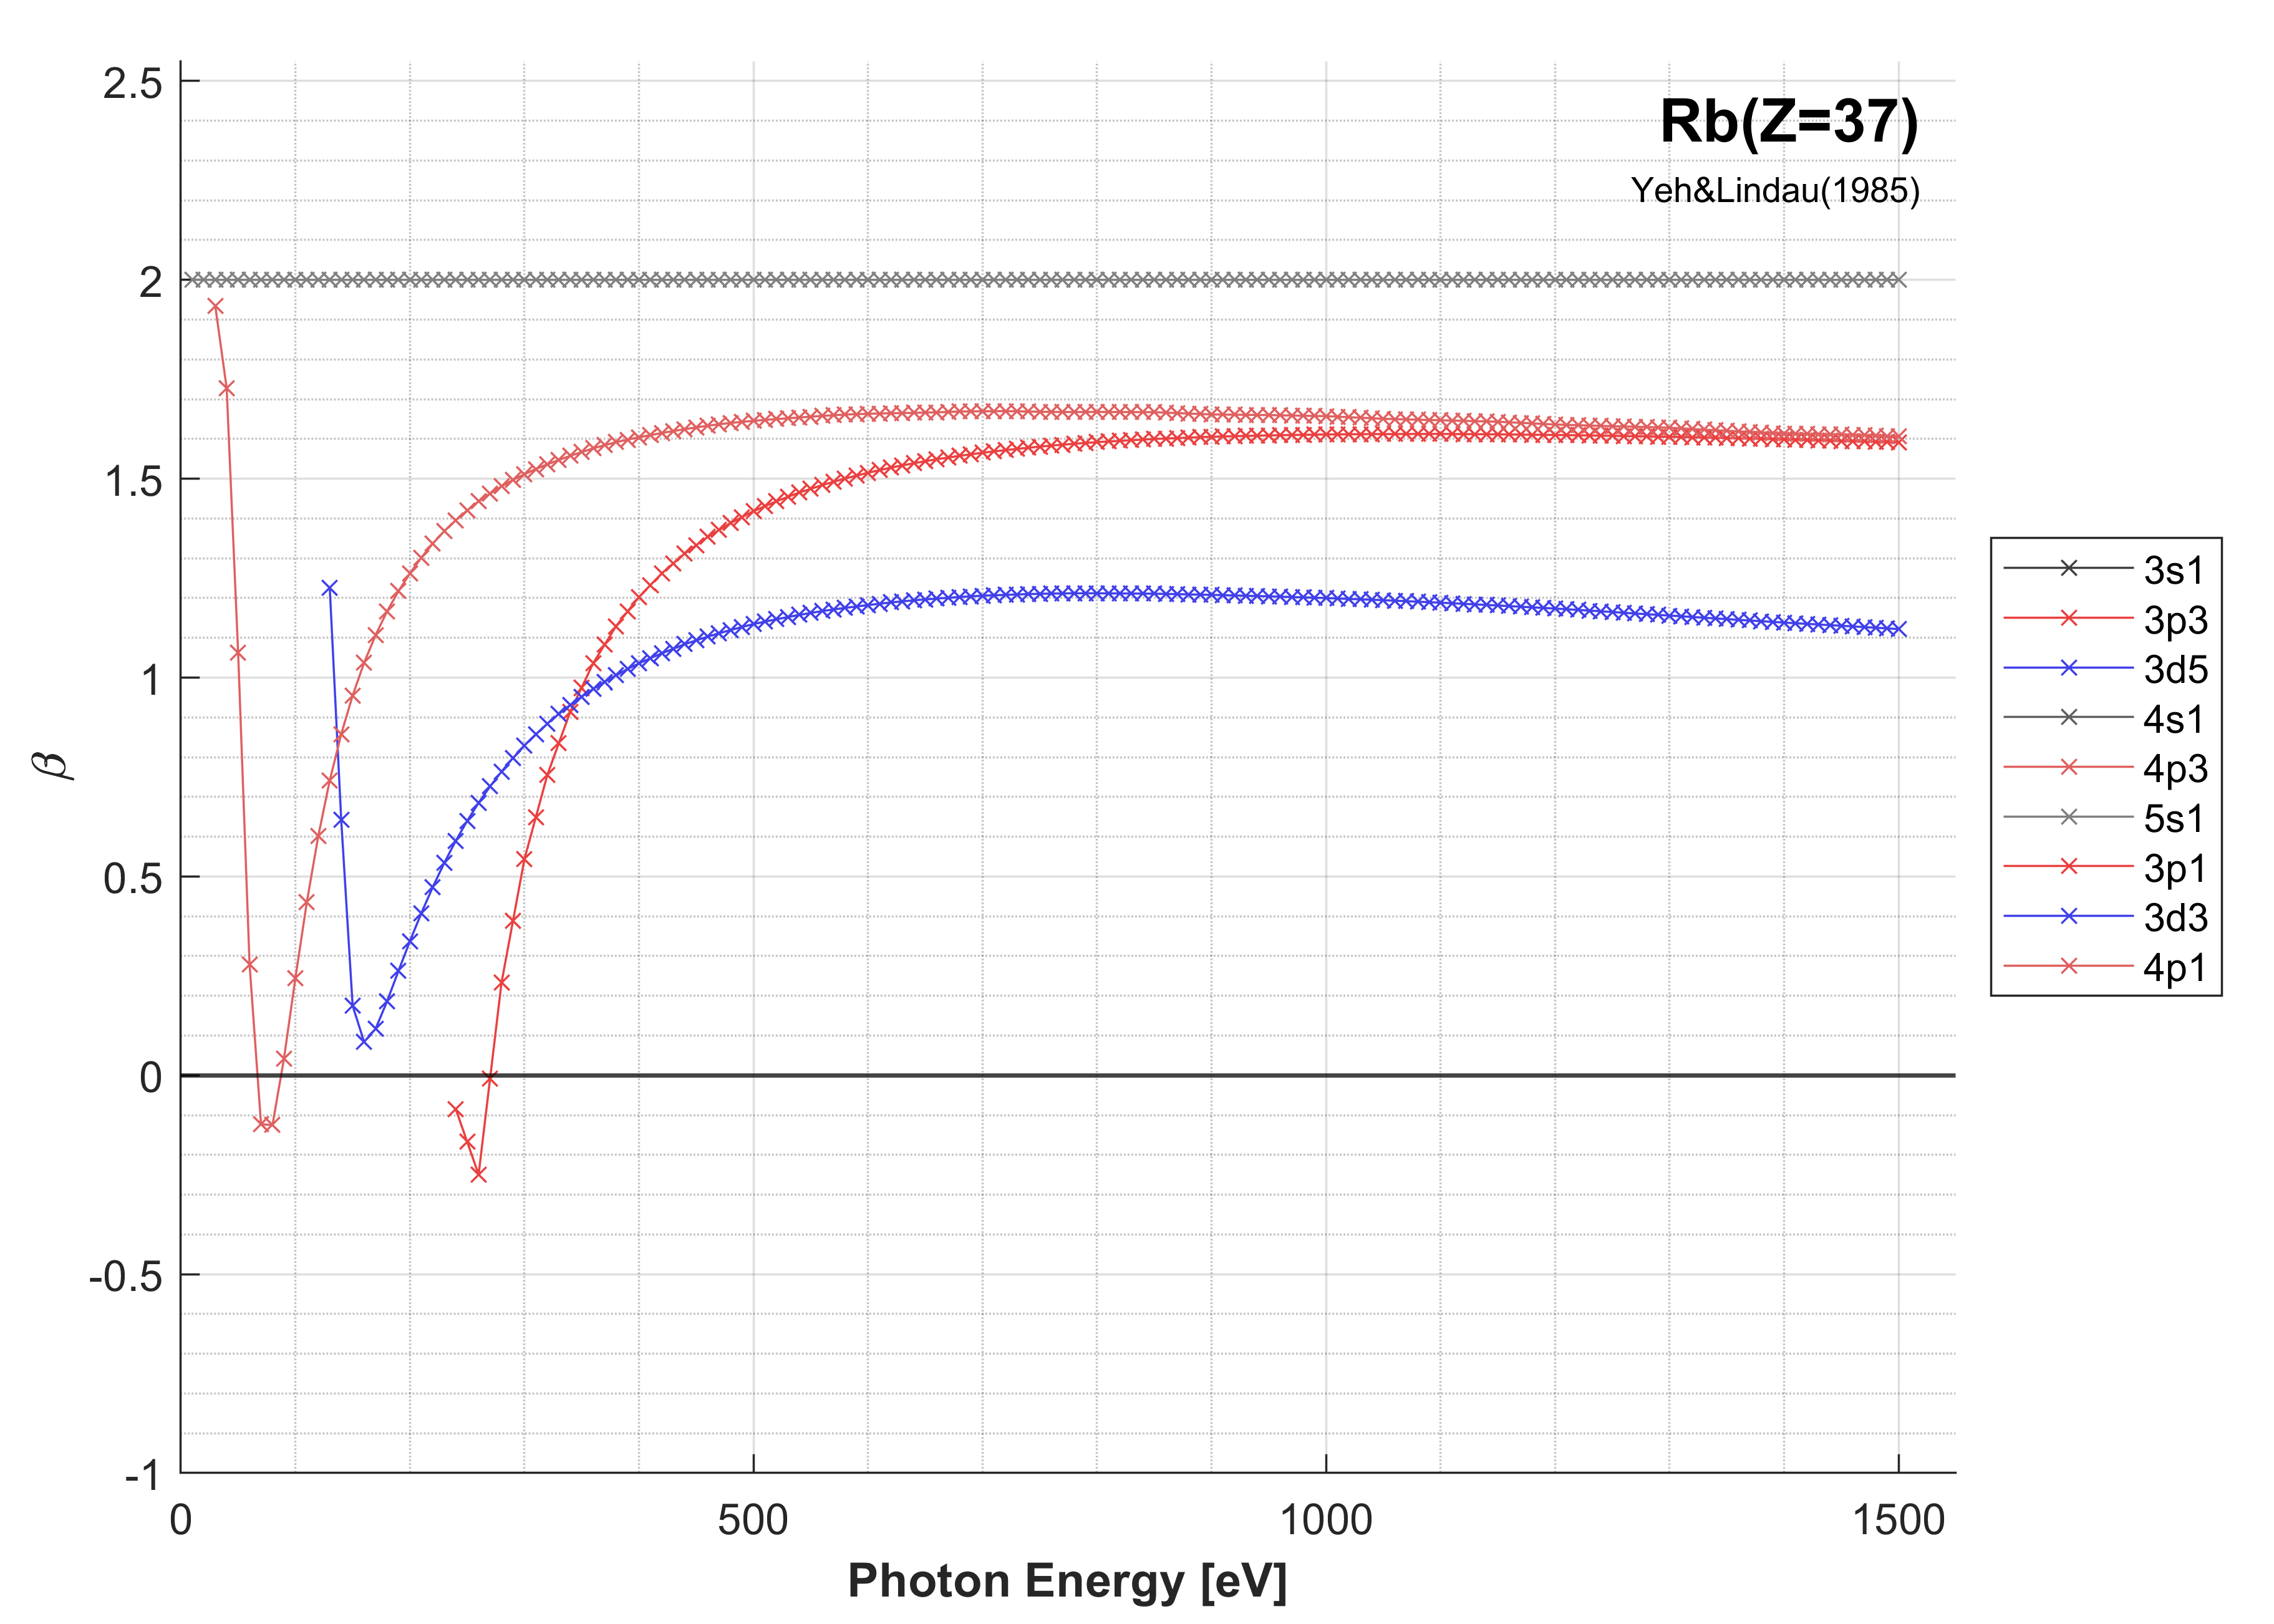 Rb(Z=37)
Yeh&Lindau(1985)
2.5
2
1.5
1
0.5
0
-0.5
-1
β
0 500 1000 1500
Photon Energy [eV]
3s1
3p3
3d5
4s1
4p3
5s1
3p1
3d3
4p1